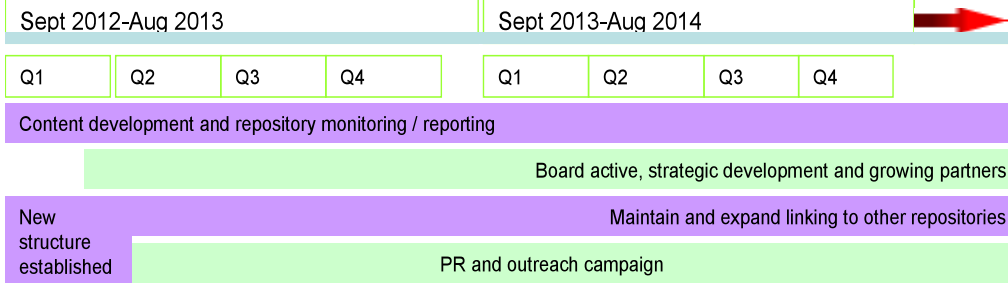 Sept 2012-Aug 2013 Sept 2013-Aug 2014
Q1 Q2 Q3 Q4 Q1 Q2 Q3 Q4
Content development and repository monitoring / reporting
Board active, strategic development and growing partners
New
structure
established
Maintain and expand linking to other repositories
PR and outreach campaign